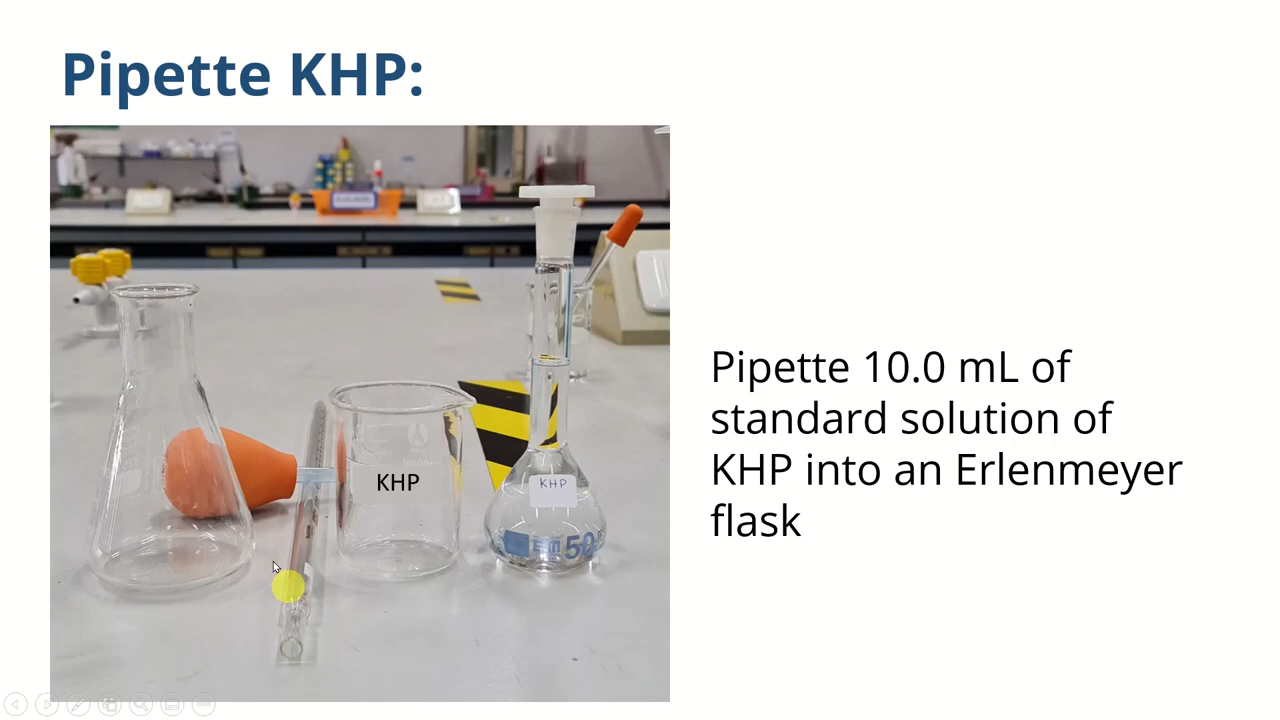 Pipette KHP:
KHP
KHP
50
Pipette 10.0 mL of
standard solution of
KHP into an Erlenmeyer
flask